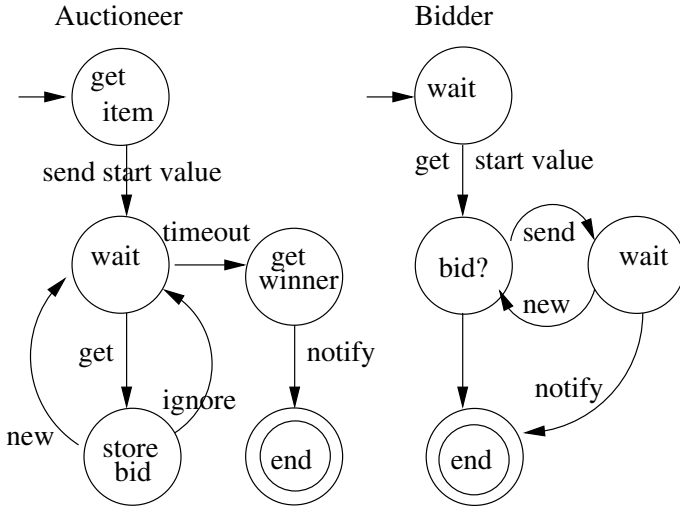 Auctioneer
get
item
send start value
wait
timeout
get
winner
get
notify
ignore
new
store
bid
end
Bidder
wait
get start value
bid?
send
wait
new
notify
end